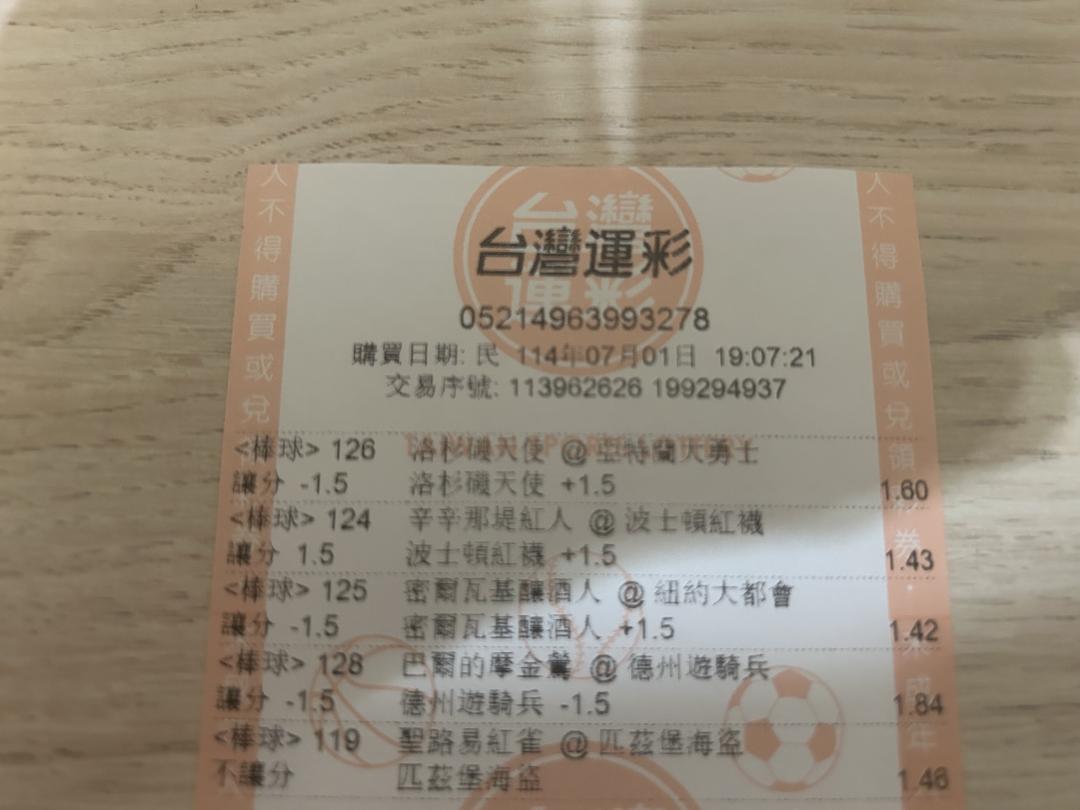 台灣運彩
台灣運彩
05214963993278
購買日期: 民 114年07月01日 19:07:21
交易序號: 113962626 199294937
<棒球> 126 洛杉磯天使 @ 亞特蘭大勇士
讓分 -1.5 洛杉磯天使 +1.5 1.60
<棒球> 124 辛辛那堤紅人 @ 波士頓紅襪
讓分 1.5 波士頓紅襪 +1.5 1.43
<棒球> 125 密爾瓦基釀酒人 @ 紐約大都會
讓分 -1.5 密爾瓦基釀酒人 +1.5 1.42
<棒球> 128 巴爾的摩金鶯 @ 德州遊騎兵
讓分 -1.5 德州遊騎兵 -1.5 1.84
<棒球> 119 聖路易紅雀 @ 匹茲堡海盜
不讓分 匹茲堡海盜 1.46
人不得購買或兌
人不得購買或兌領 券
成年